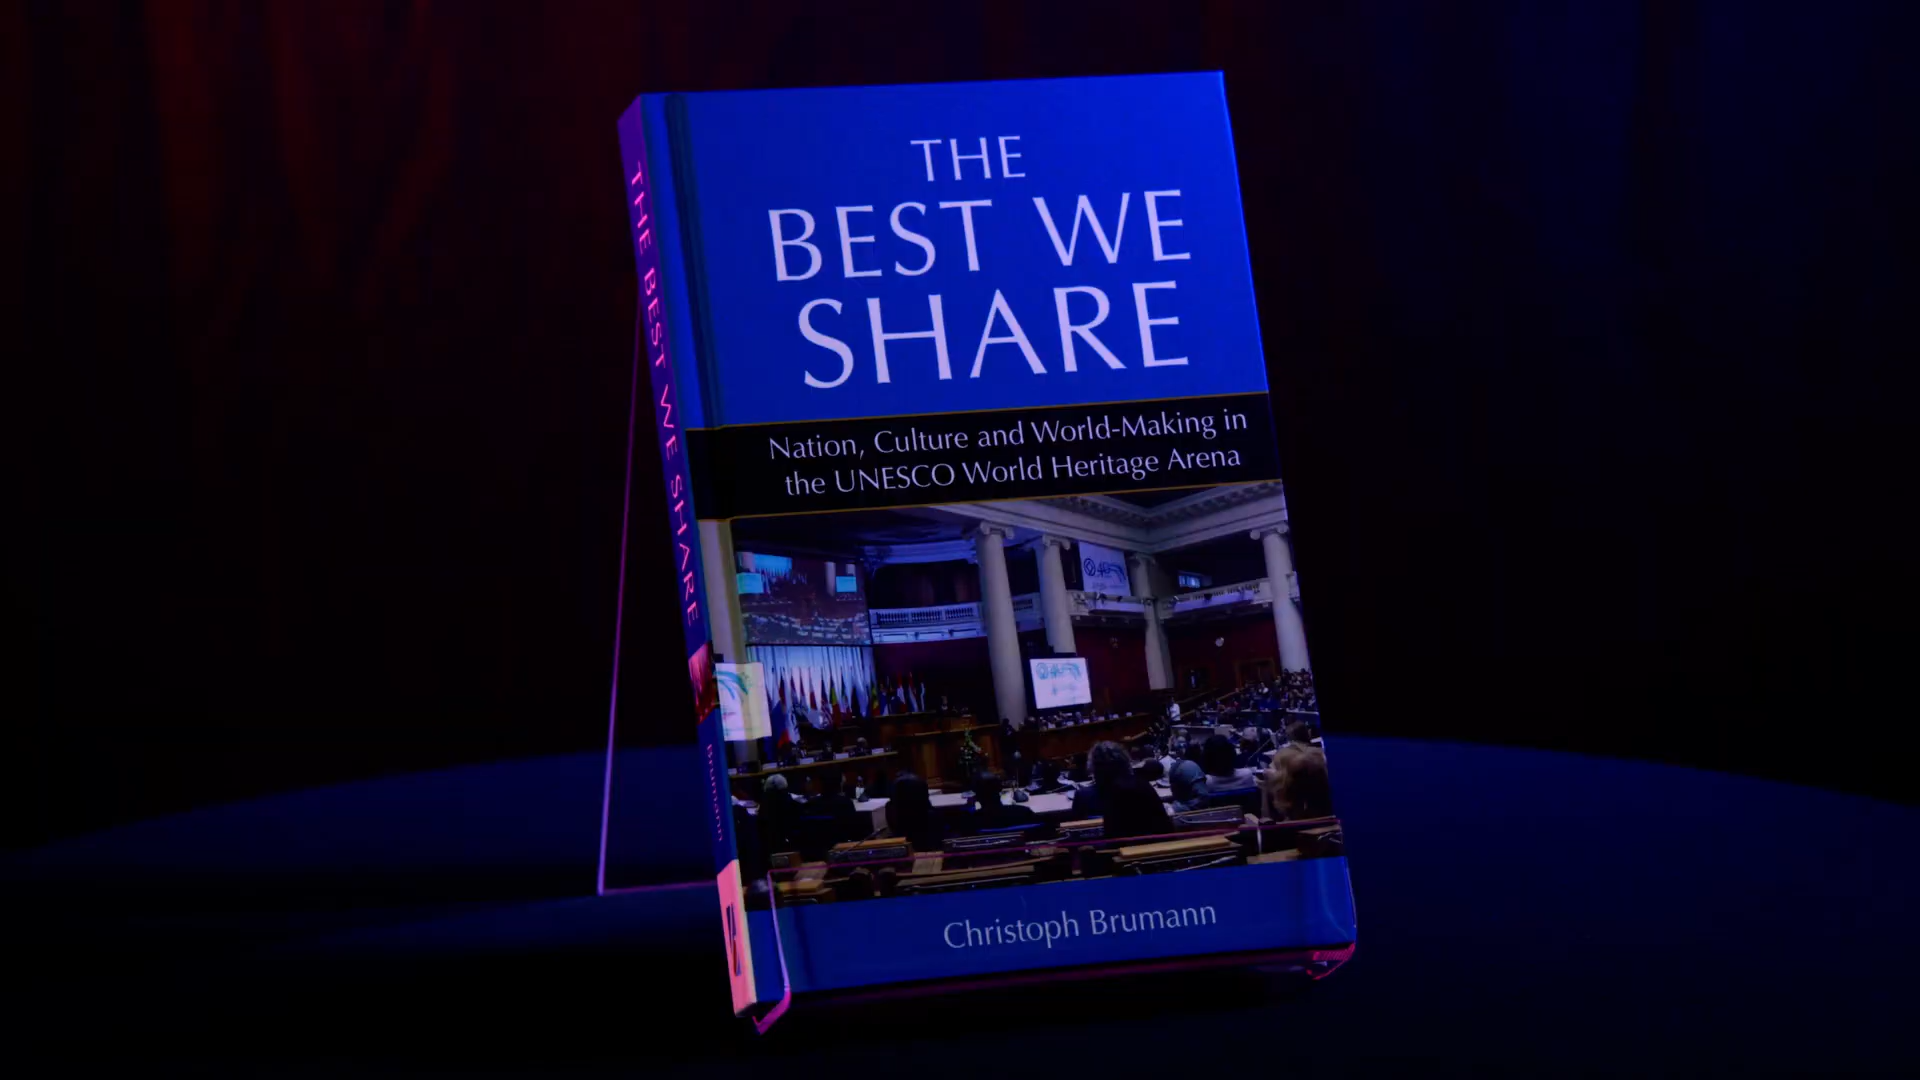 THE
BEST WE
SHARE
Nation, Culture and World-Making in
the UNESCO World Heritage Arena
Christoph Brumann
THE BEST WE SHARE
Brumann
B